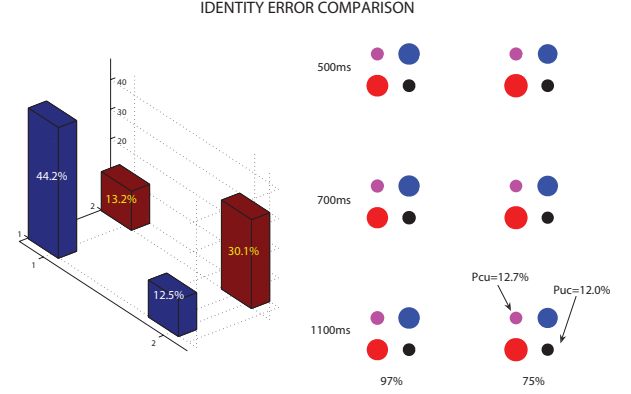 IDENTITY ERROR COMPARISON
40
30
20
44.2%
13.2%
30.1%
12.5%
1
2
1
2
500ms
700ms
Pcu=12.7%
Puc=12.0%
1100ms
97%
75%